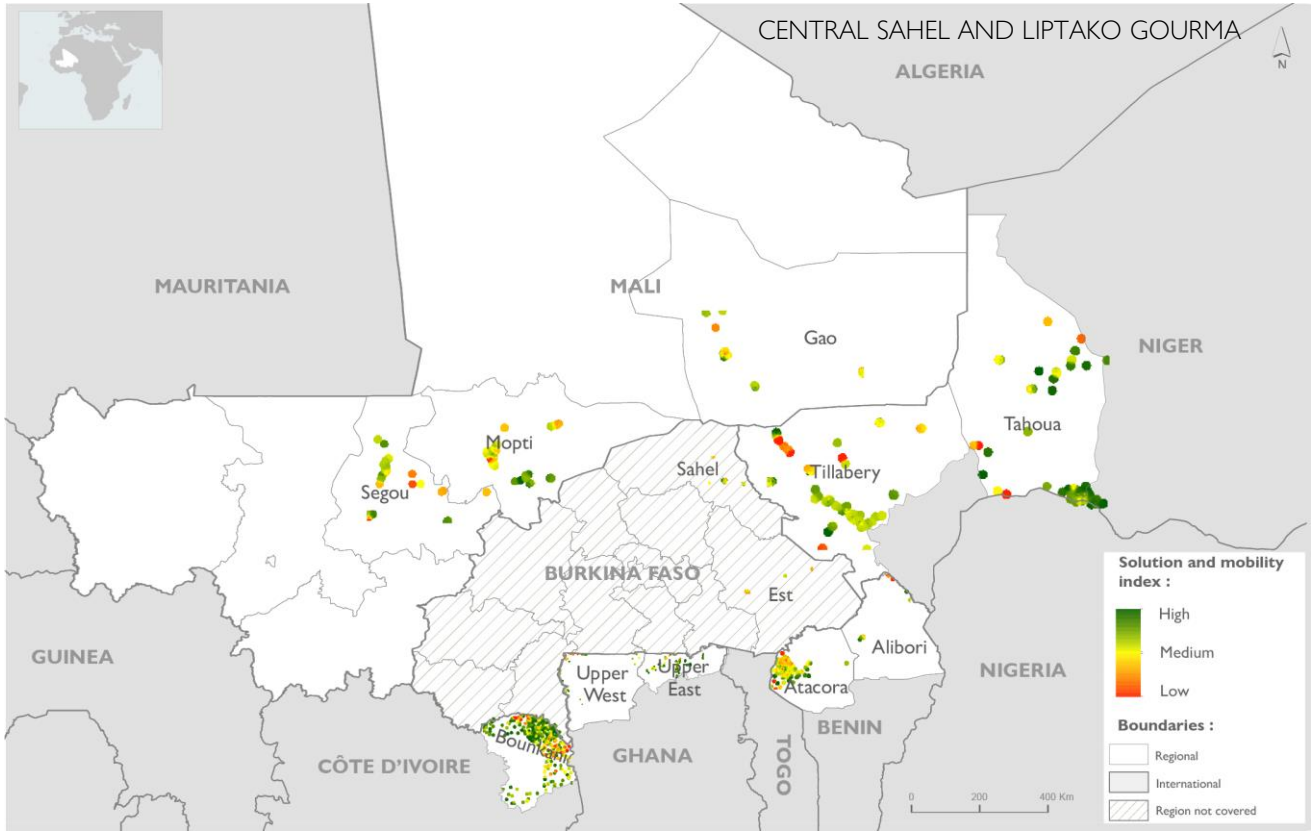 CENTRAL SAHEL AND LIPTAKO GOURMA
ALGERIA
N
MAURITANIA
MALI
NIGER
Gao
Tahoua
Mopti
Sahel
Tillabery
Segou
BURKINA FASO
Est
Alibori
GUINEA
Upper
West
Upper
East
Atacora
NIGERIA
BENIN
Bounkani
CÔTE D'IVOIRE
GHANA
TOGO
Solution and mobility
index :
High
Medium
Low
Boundaries :
Regional
International
Region not covered
0 200 400 Km